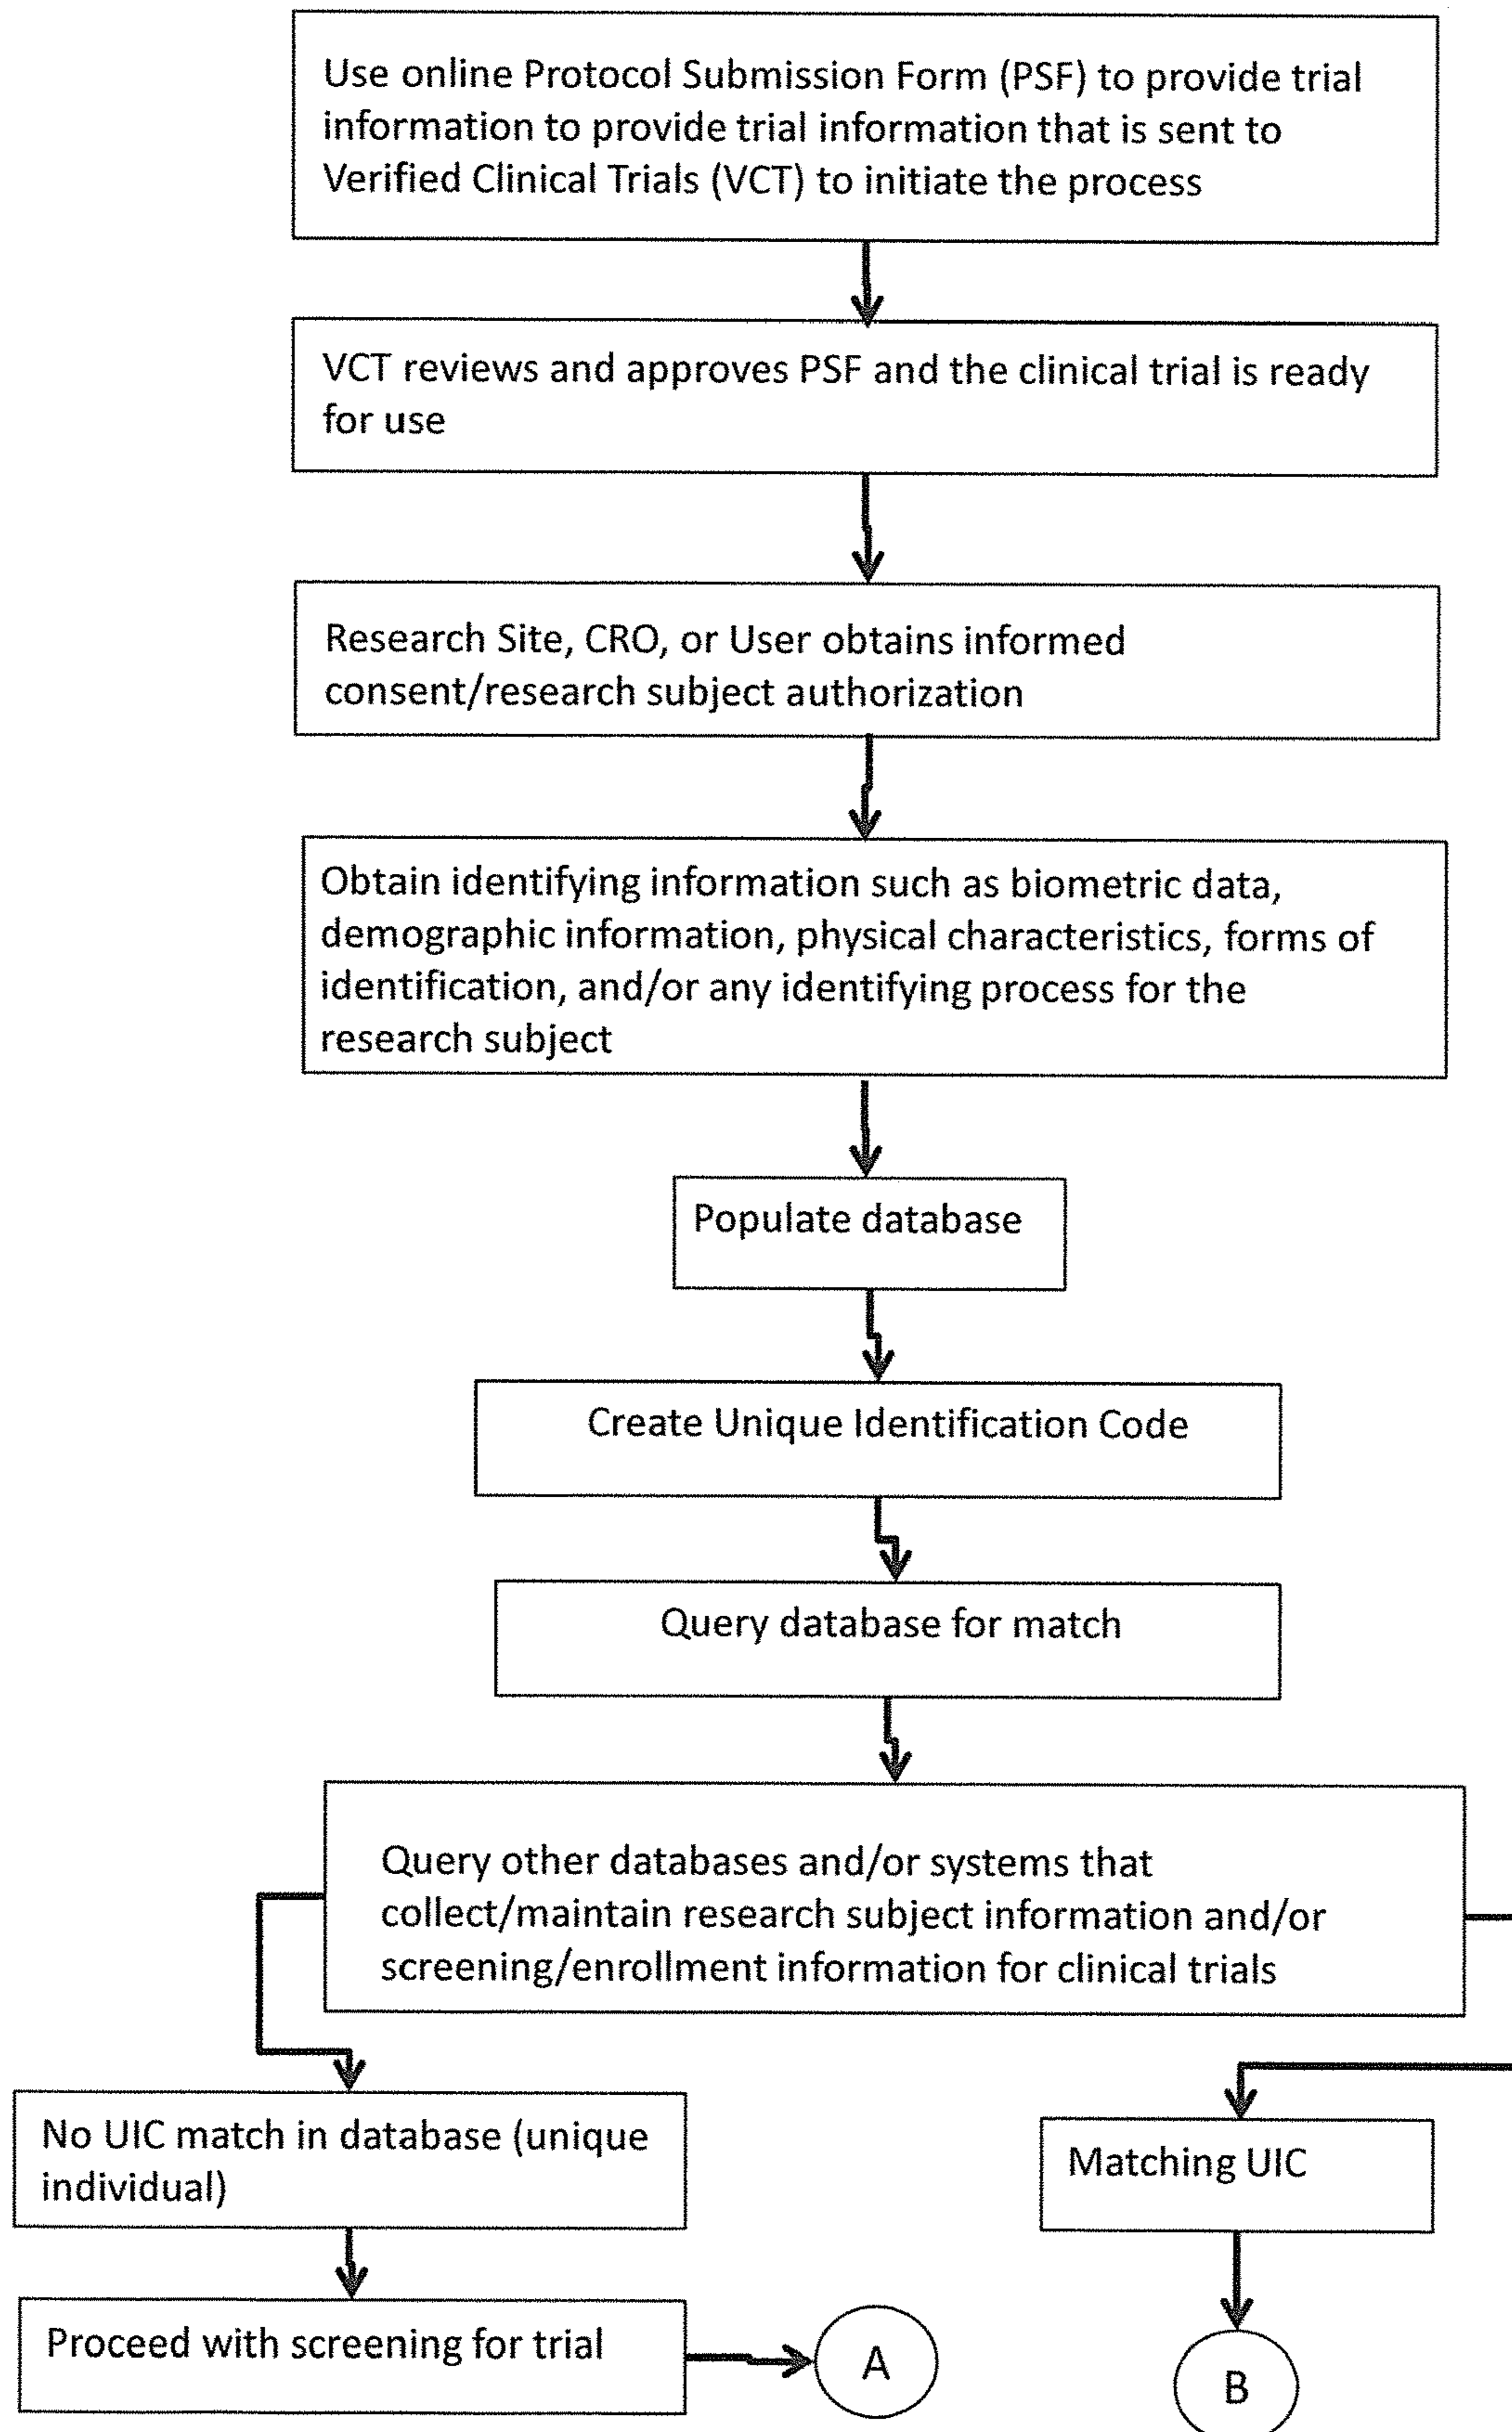 Use online Protocol Submission Form (PSF) to provide trial
information to provide trial information that is sent to
Verified Clinical Trials (VCT) to initiate the process
VCT reviews and approves PSF and the clinical trial is ready
for use
Research Site, CRO, or User obtains informed
consent/research subject authorization
Obtain identifying information such as biometric data,
demographic information, physical characteristics, forms of
identification, and/or any identifying process for the
research subject
Populate database
Create Unique Identification Code
Query database for match
Query other databases and/or systems that
collect/maintain research subject information and/or
screening/enrollment information for clinical trials
No UIC match in database (unique
individual)
Matching UIC
Proceed with screening for trial
A
B